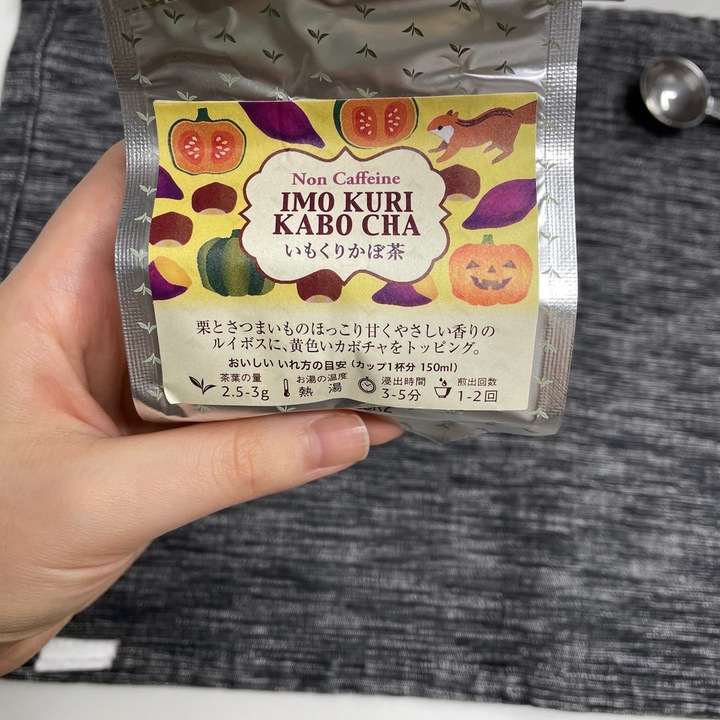 Non Caffeine
IMO KURI
KABO CHA
いもくりかぼ茶
栗とさつまいものほっこり甘くやさしい香りの
ルイボスに、黄色いカボチャをトッピング。
おいしい いれ方の目安（カップ1杯分 150ml）
茶葉の量 お湯の温度 浸出時間 煎出回数
2.5-3g 熱 湯 3-5分 1-2回